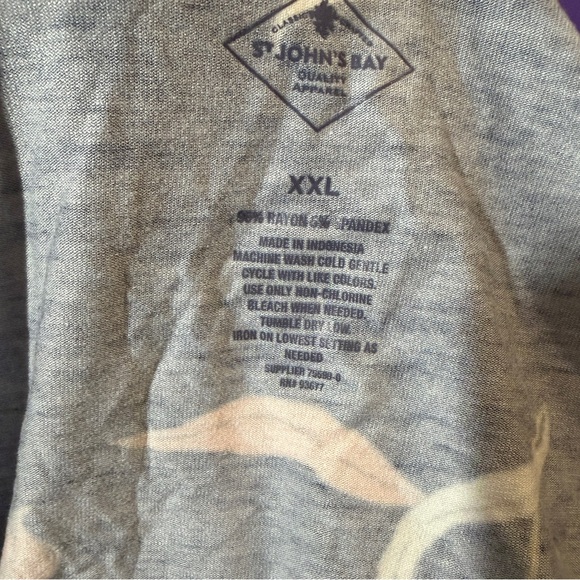 CLASSIC
ST JOHN'S BAY
QUALITY
APPAREL
XXL
RAYON 5% SPANDEX
MADE IN INDONESIA
MACHINE WASH COLD GENTLE
CYCLE WITH LIKE COLORS.
USE ONLY NON-CHLORINE
BLEACH WHEN NEEDED.
TUMBLE DRY LOW.
IRON ON LOWEST SETTING AS
NEEDED
SUPPLIER
RN# 93677